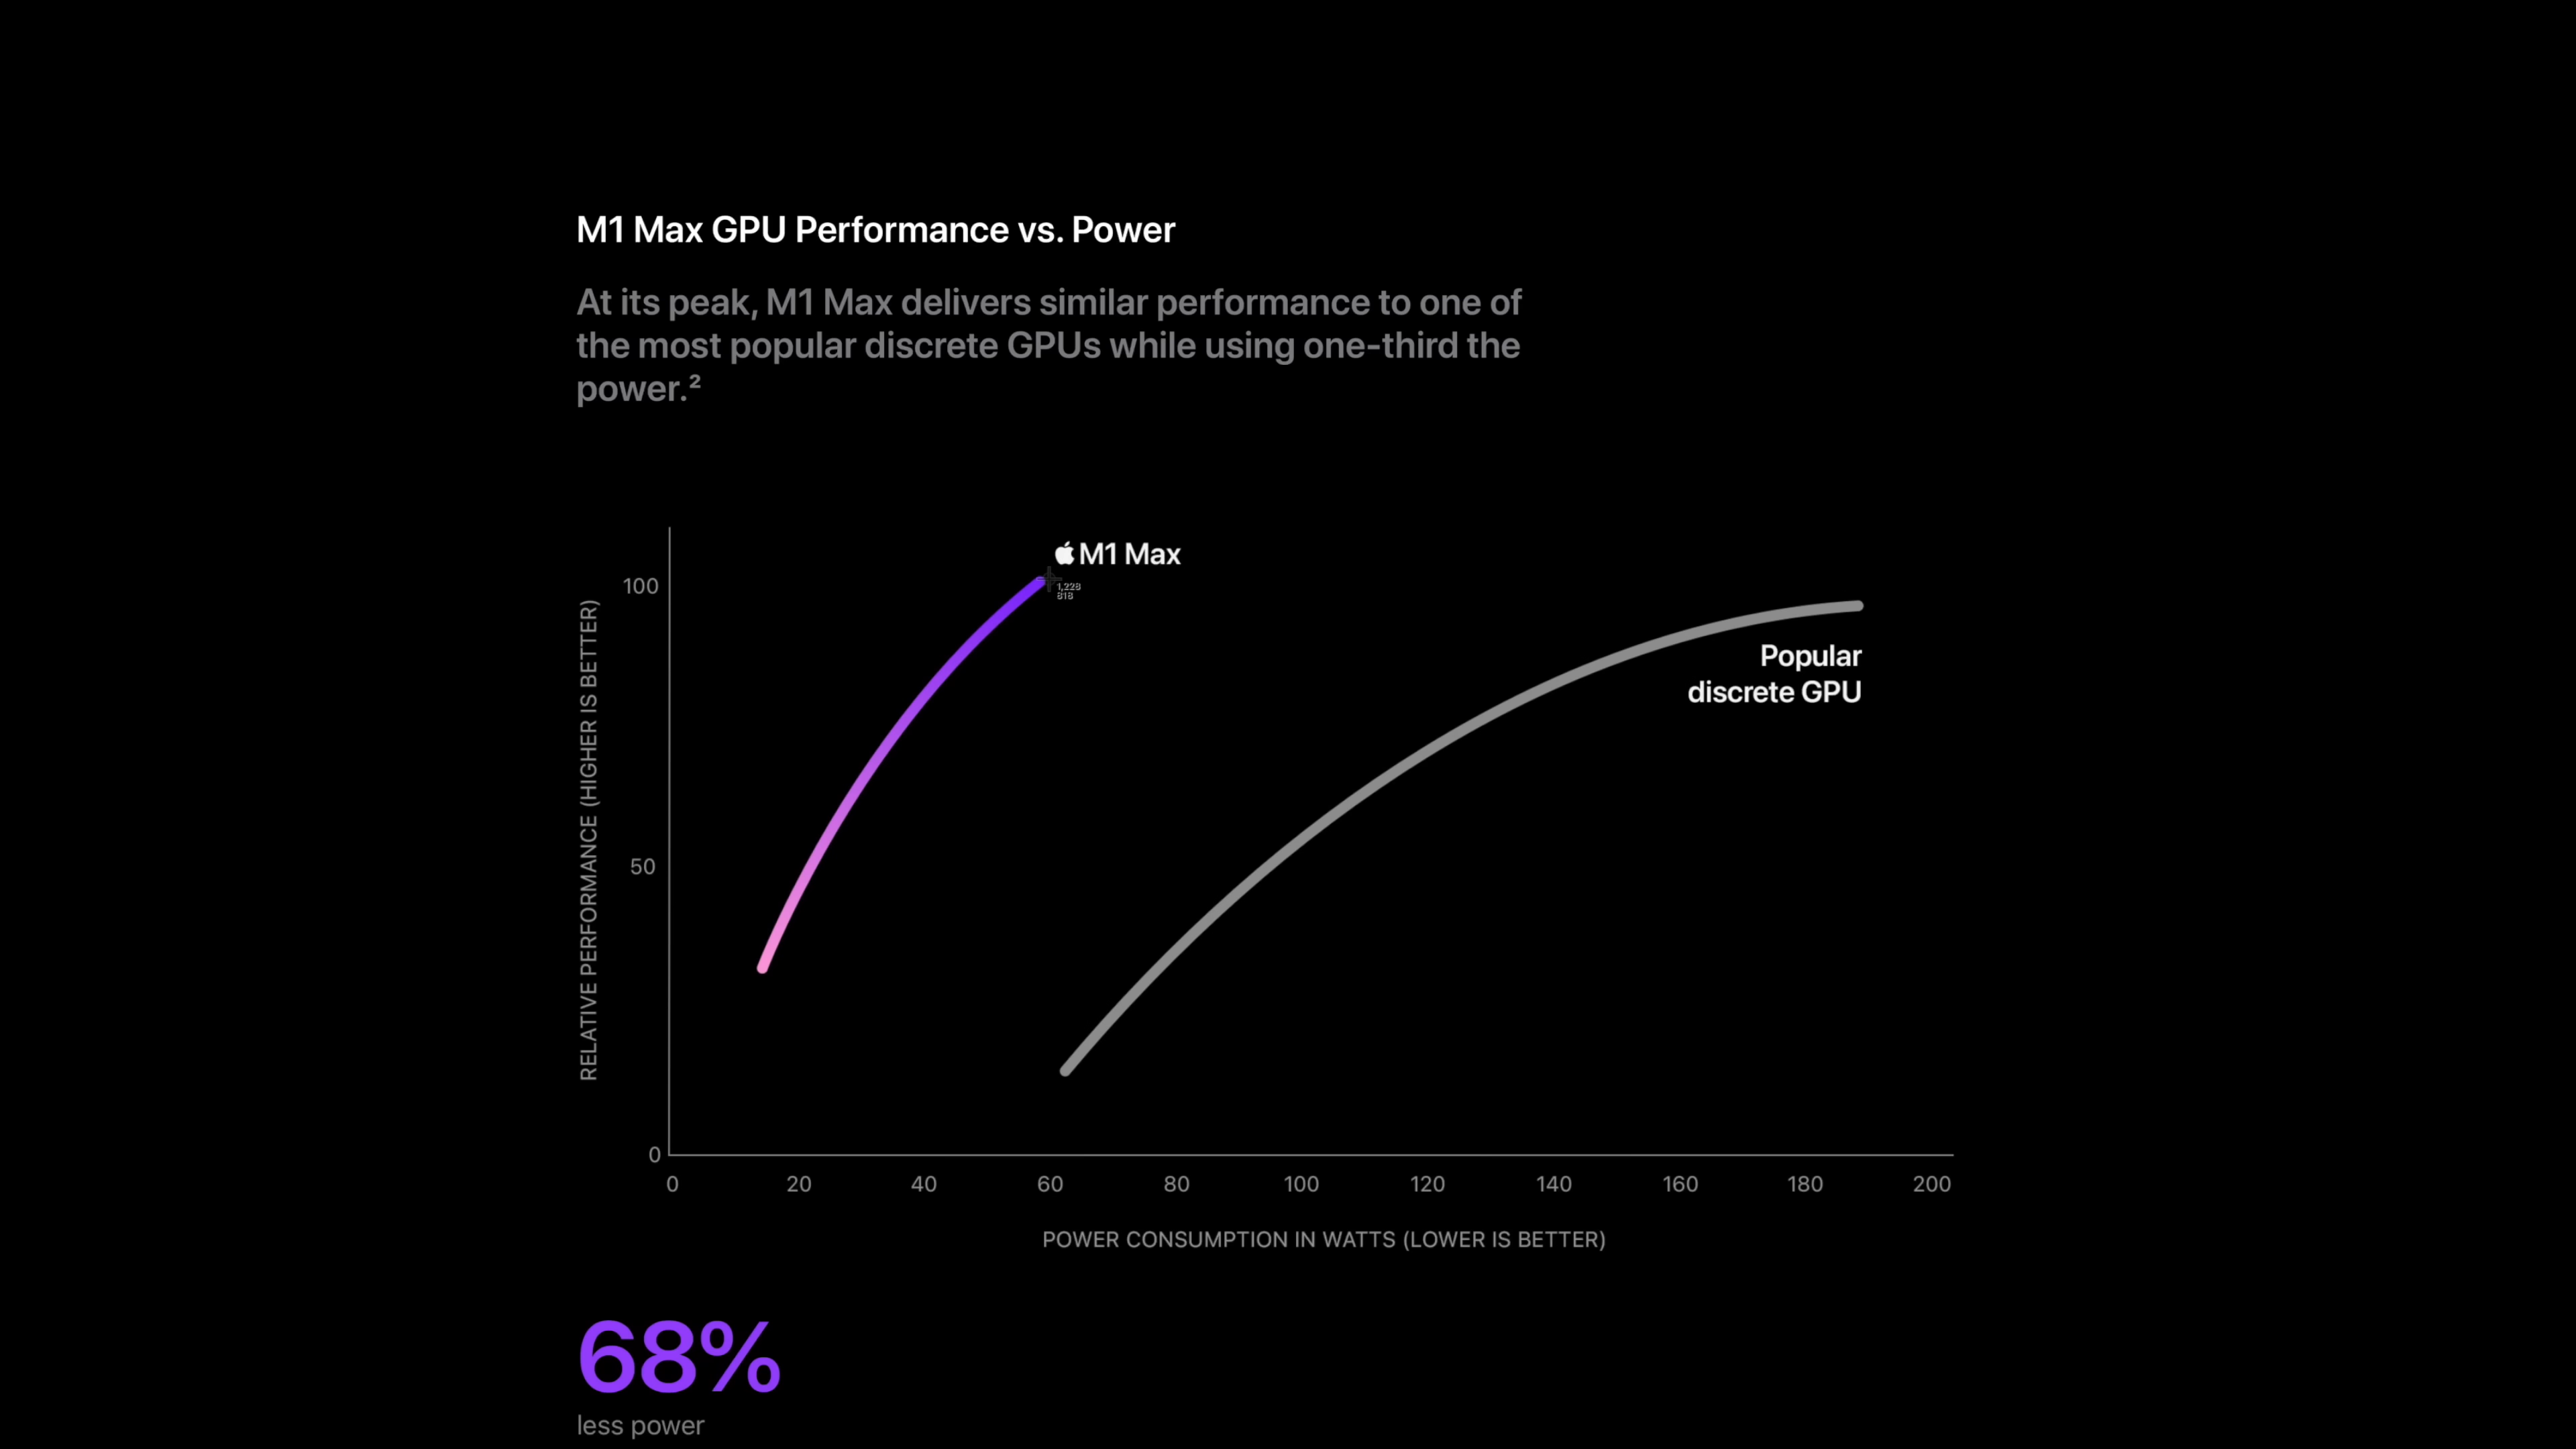 M1 Max GPU Performance vs. Power
At its peak, M1 Max delivers similar performance to one of
the most popular discrete GPUs while using one-third the
power.²
M1 Max
100
1,228
818
RELATIVE PERFORMANCE (HIGHER IS BETTER)
Popular
discrete GPU
50
0
0 20 40 60 80 100 120 140 160 180 200
POWER CONSUMPTION IN WATTS (LOWER IS BETTER)
68%
less power